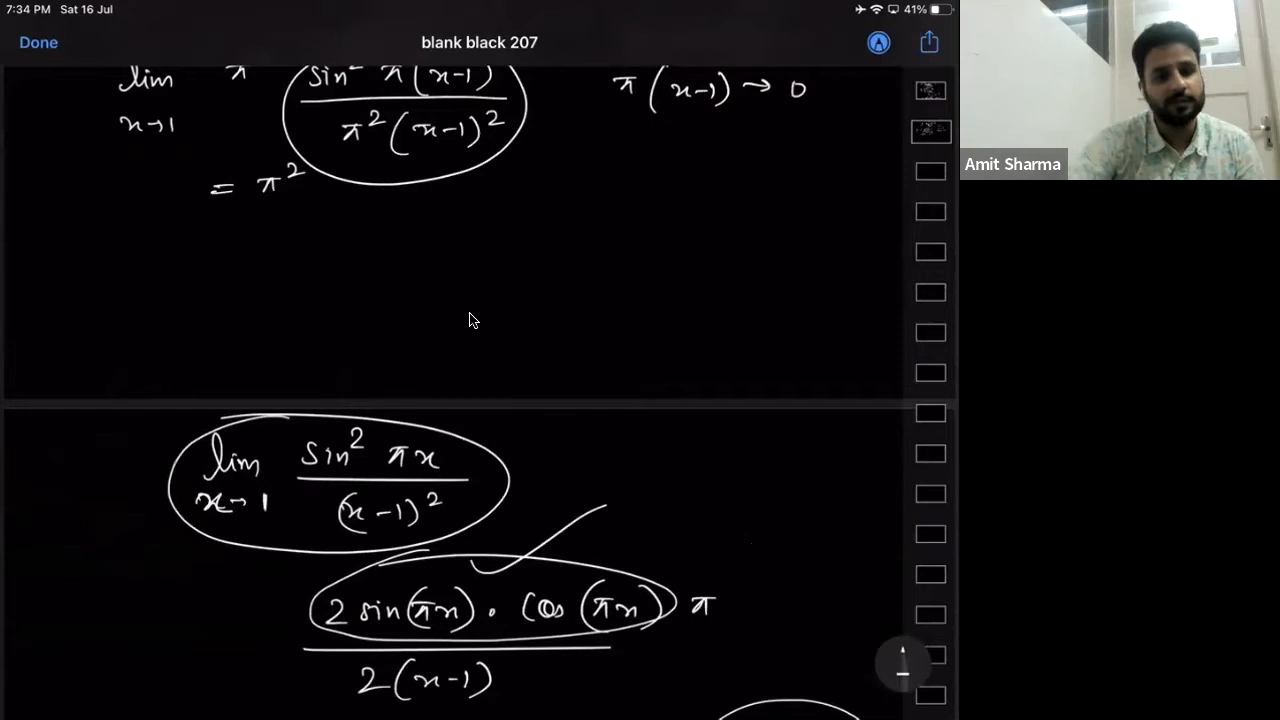 7:34 PM Sat 16 Jul
41%
Done
blank black 207
lim x→1 π² sin² π(x-1) / π²(x-1)²
π(x-1) → 0
= π²
lim x→1 sin² πx / (x-1)²
2 sin(πx) · cos(πx) π / 2(x-1)
Amit Sharma